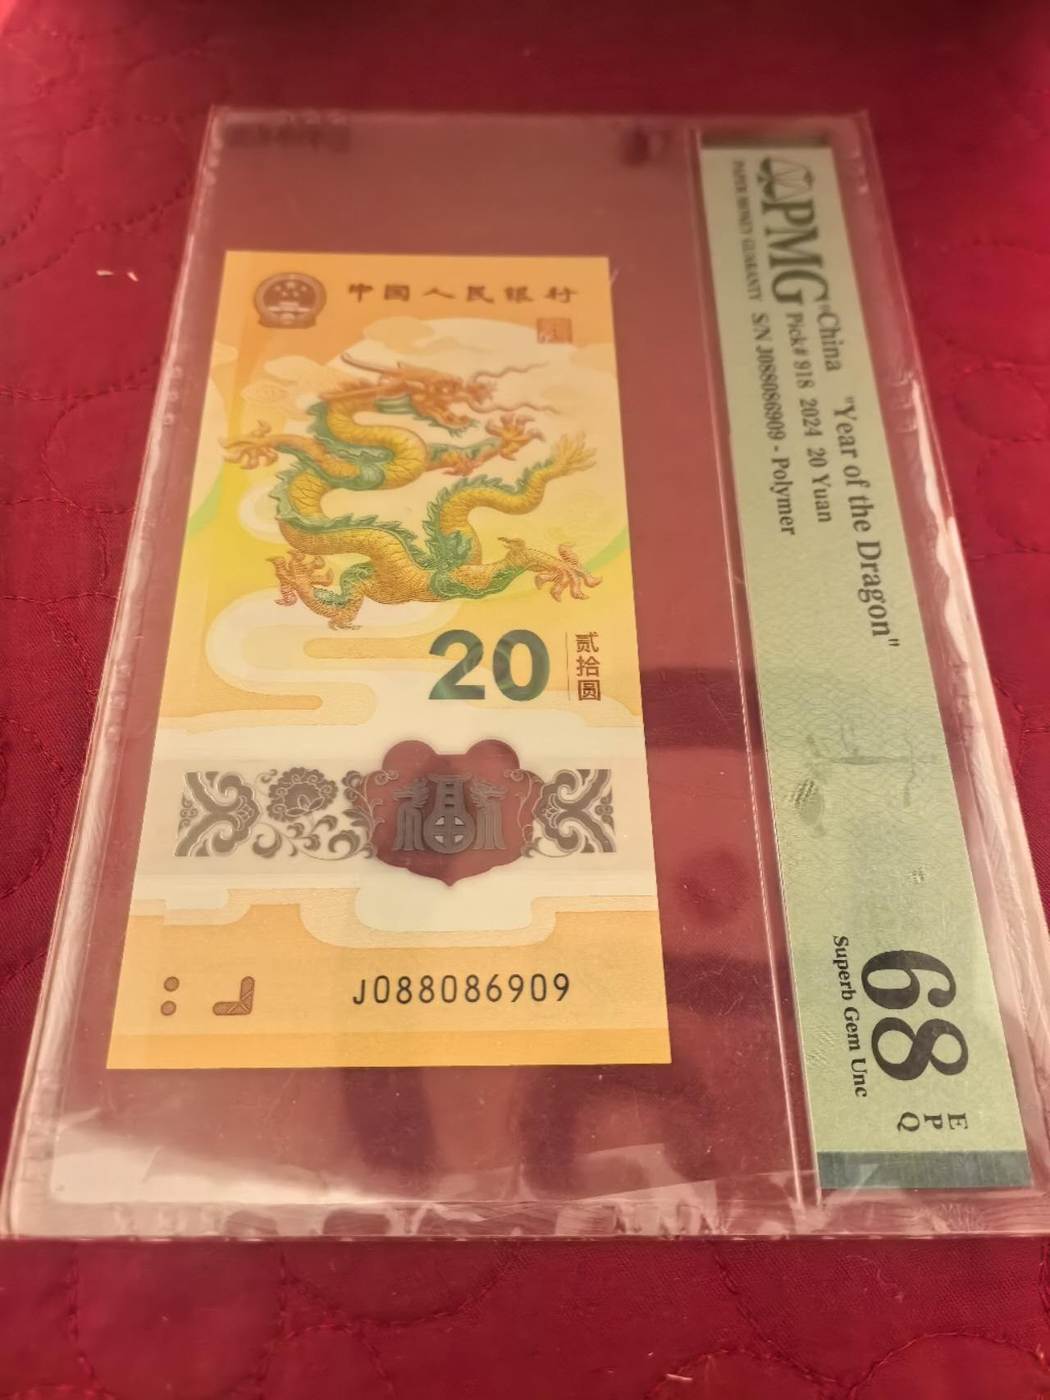 中国人民银行
20
贰拾圆
福
J088086909
PMG
PAPER MONEY GUARANTY
China "Year of the Dragon"
Pick# 918 2024 20 Yuan
S/N J088086909 - Polymer
68
EPQ
Superb Gem Unc